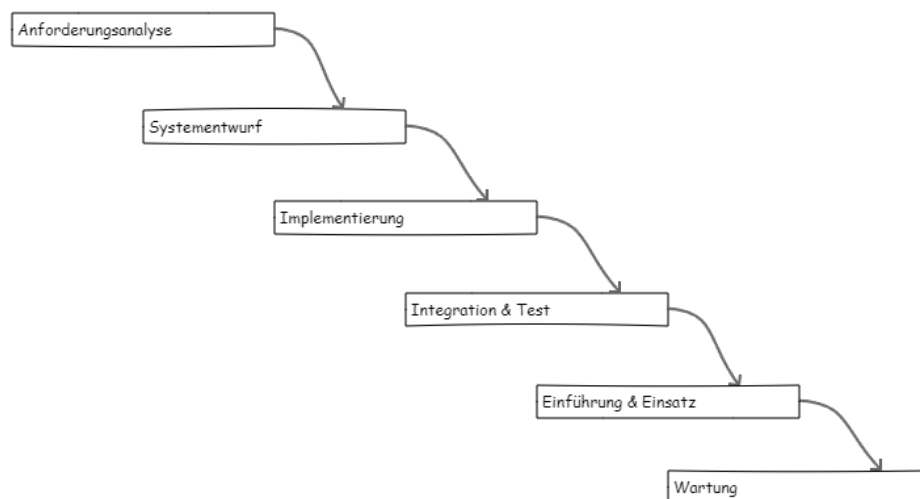 Anforderungsanalyse
Systementwurf
Implementierung
Integration & Test
Einführung & Einsatz
Wartung